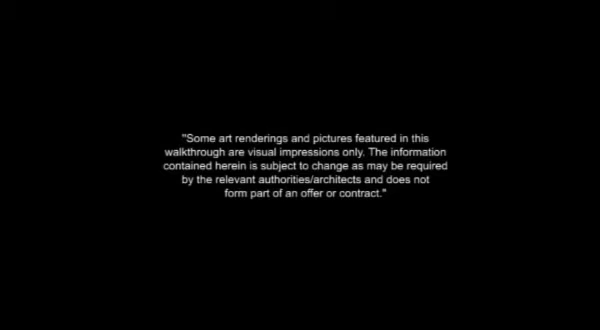 "Some art renderings and pictures featured in this
walkthrough are visual impressions only. The information
contained herein is subject to change as may be required
by the relevant authorities/architects and does not
form part of an offer or contract."